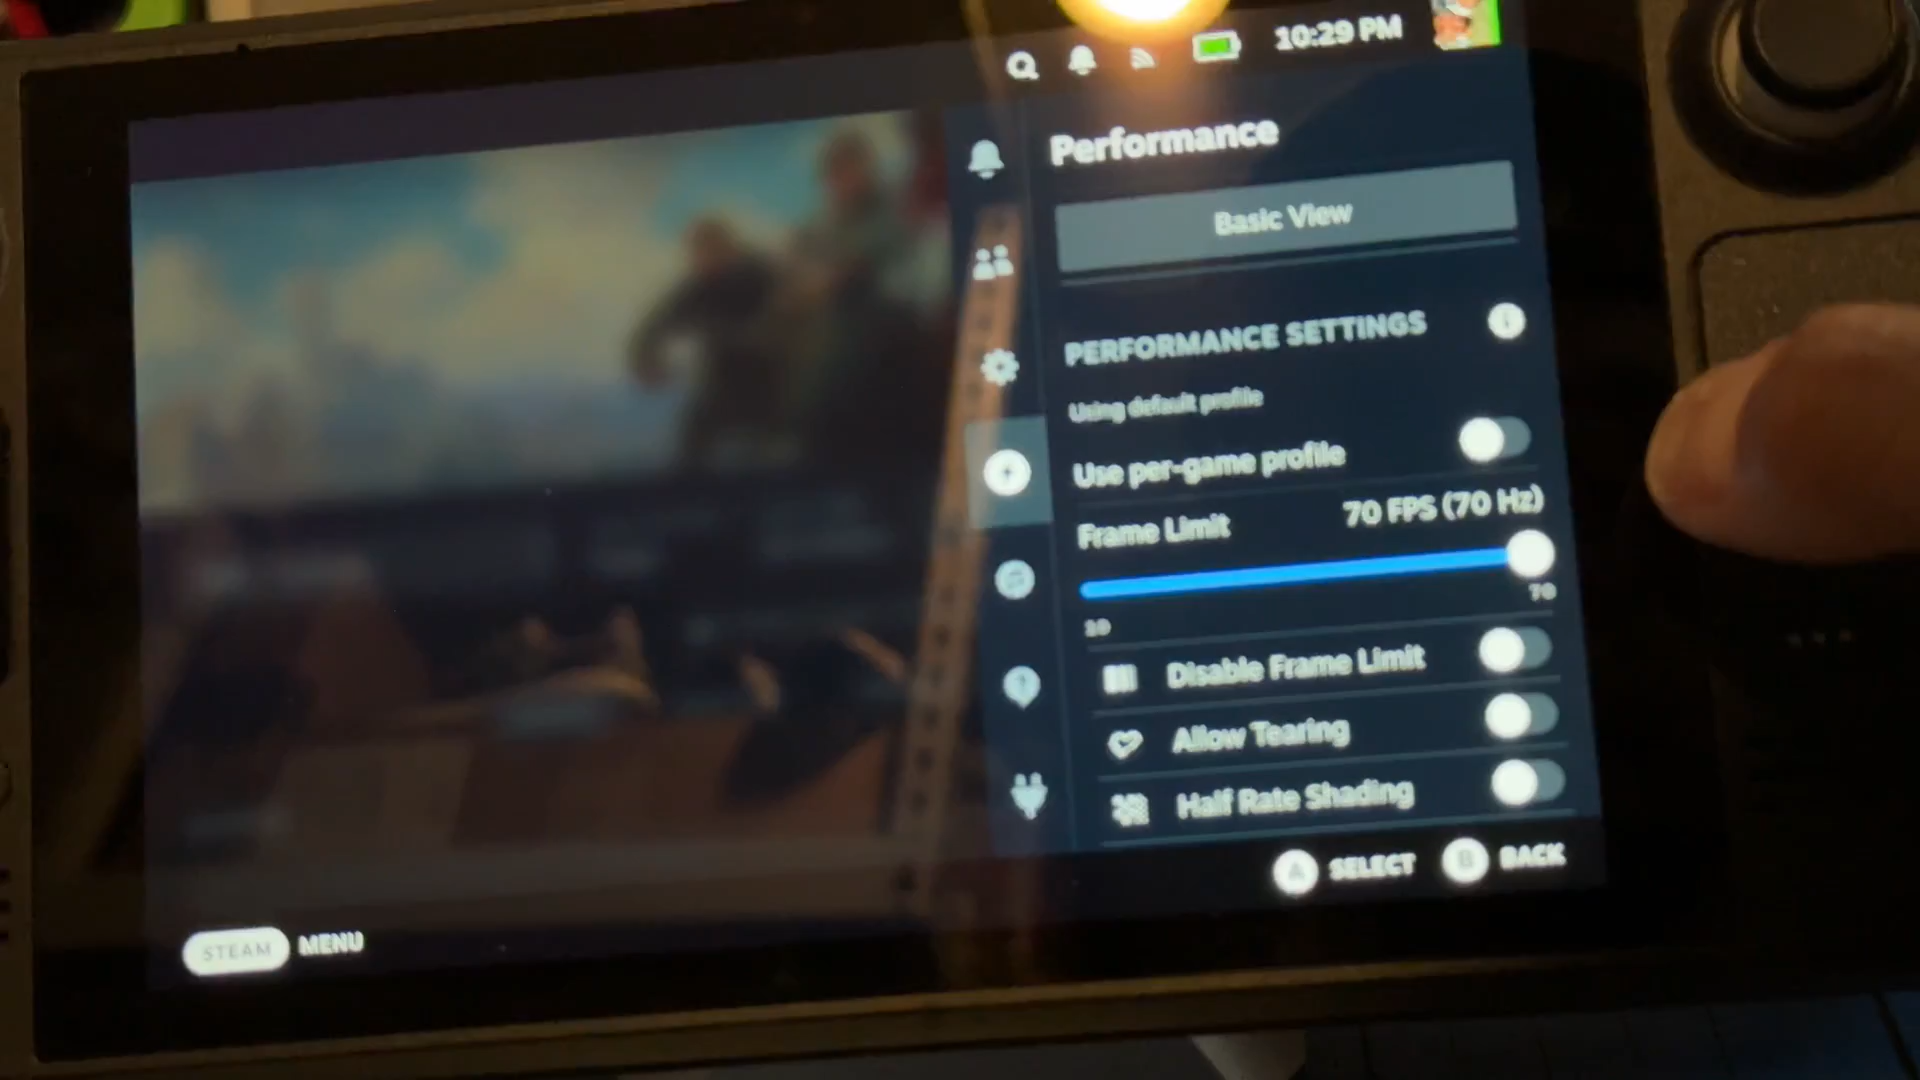 10:29 PM
Performance
Basic View
PERFORMANCE SETTINGS
Using default profile
Use per-game profile
Frame Limit 70 FPS (70 Hz)
10 70
Disable Frame Limit
Allow Tearing
Half Rate Shading
A SELECT B BACK
STEAM MENU